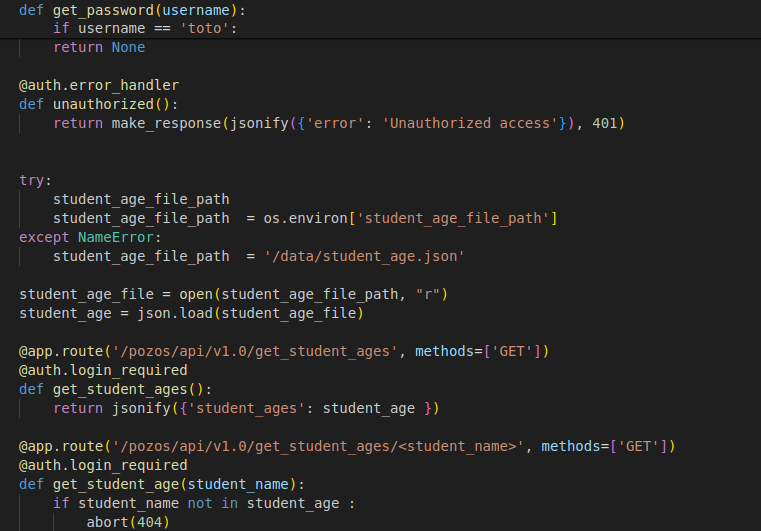 def get_password(username):
    if username == 'toto':
    return None

@auth.error_handler
def unauthorized():
    return make_response(jsonify({'error': 'Unauthorized access'}), 401)


try:
    student_age_file_path
    student_age_file_path  = os.environ['student_age_file_path']
except NameError:
    student_age_file_path  = '/data/student_age.json'

student_age_file = open(student_age_file_path, "r")
student_age = json.load(student_age_file)

@app.route('/pozos/api/v1.0/get_student_ages', methods=['GET'])
@auth.login_required
def get_student_ages():
    return jsonify({'student_ages': student_age })

@app.route('/pozos/api/v1.0/get_student_ages/<student_name>', methods=['GET'])
@auth.login_required
def get_student_age(student_name):
    if student_name not in student_age :
        abort(404)